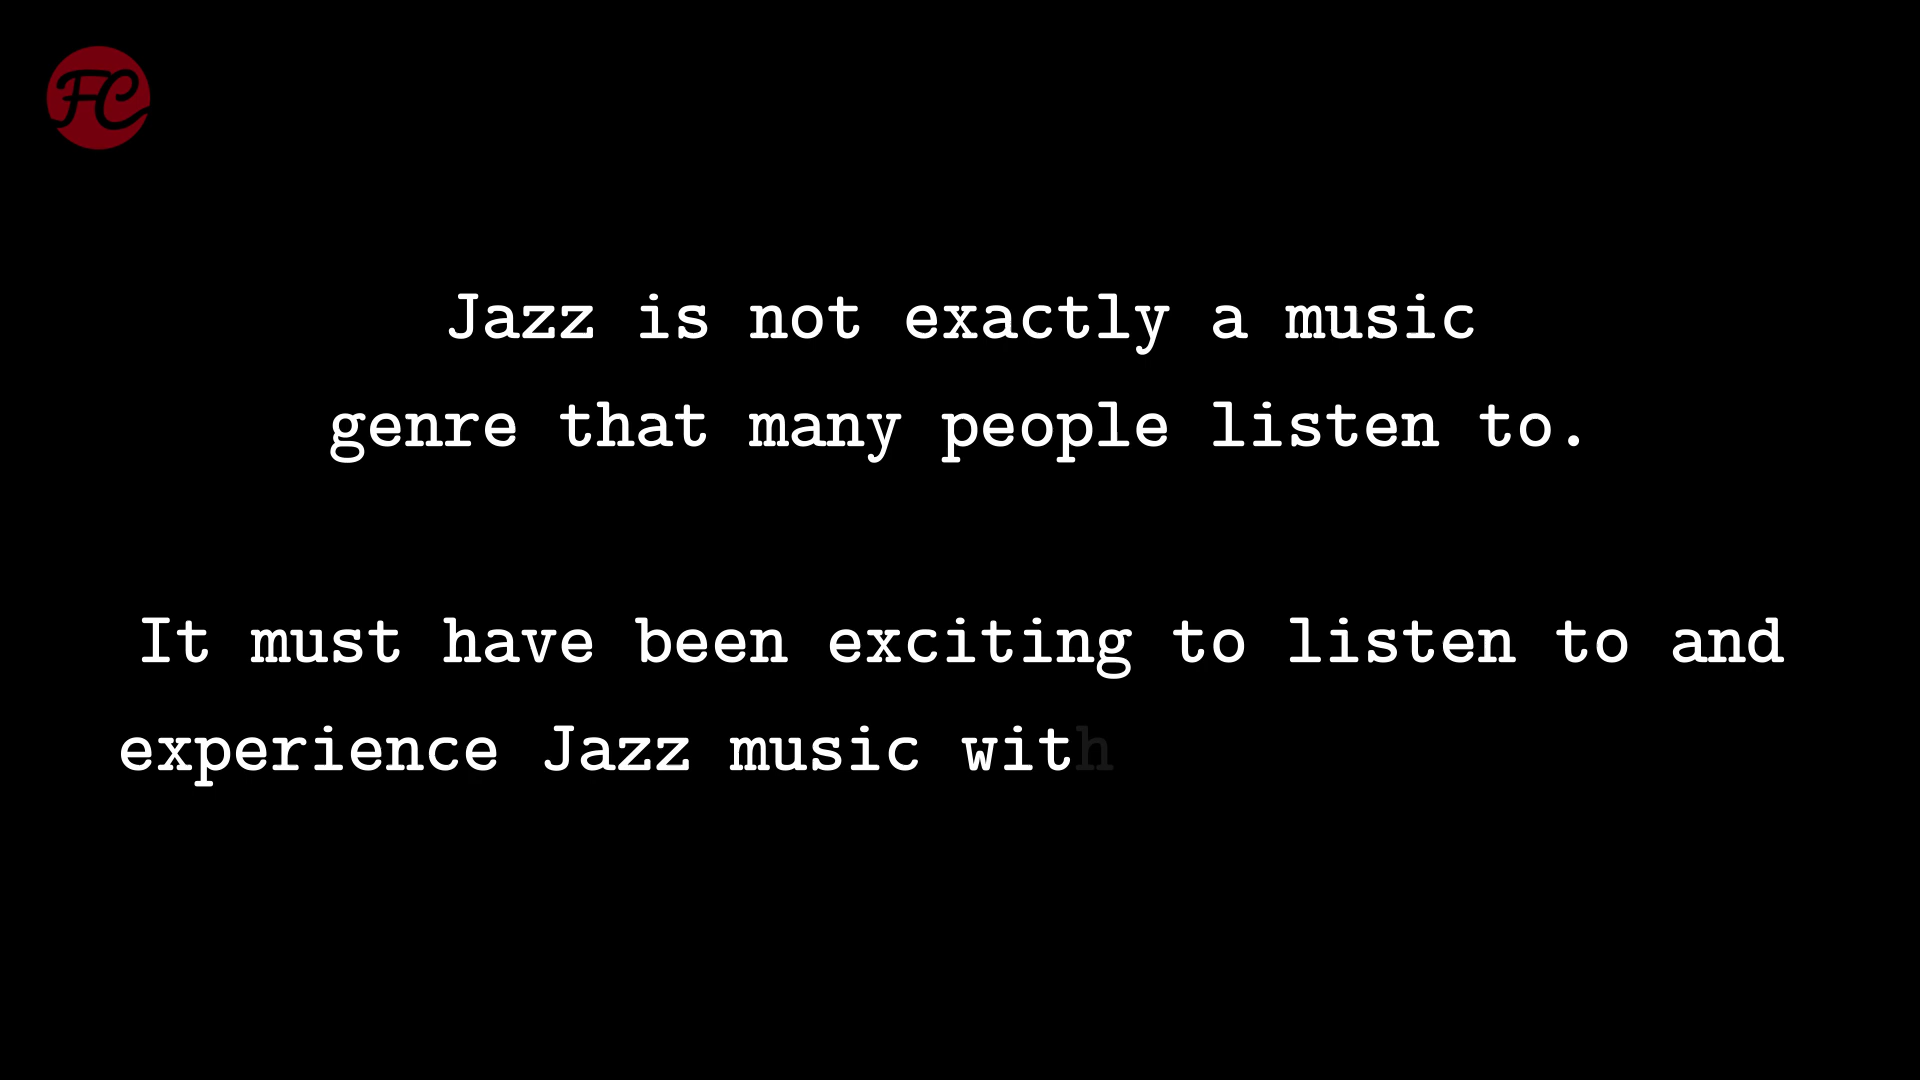 FC
Jazz is not exactly a music
genre that many people listen to.
It must have been exciting to listen to and
experience Jazz music with